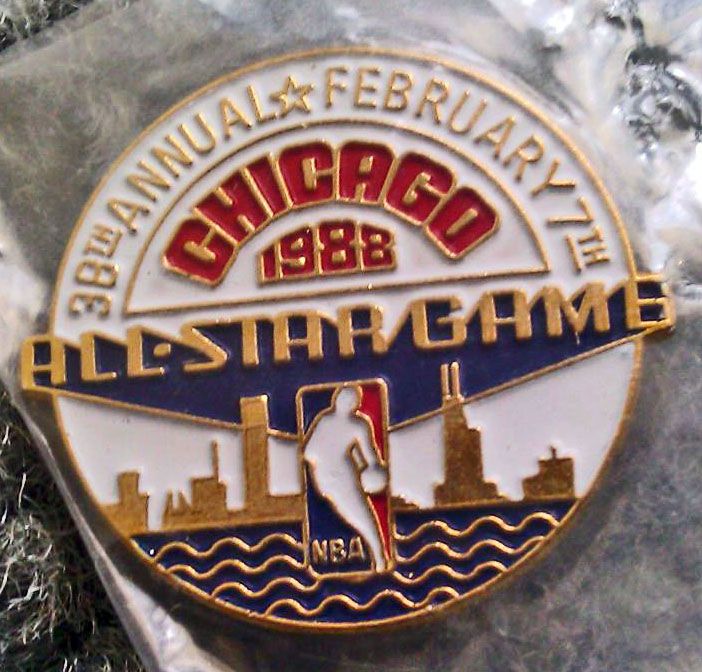 38TH ANNUAL ☆ FEBRUARY 7TH
CHICAGO
1988
ALL·STAR GAME
NBA